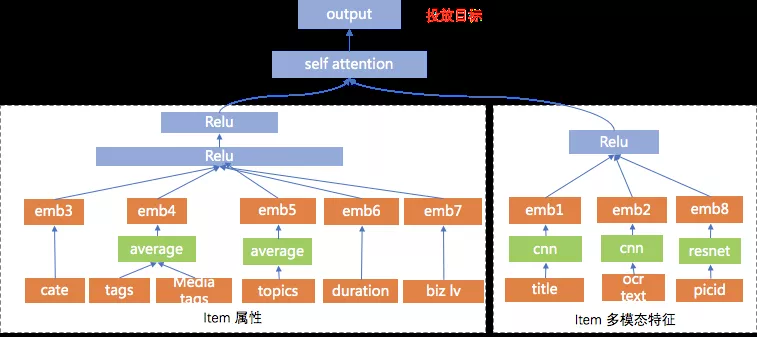 output
投放目标
self attention
Relu
Relu
Relu
emb3
emb4
emb5
emb6
emb7
emb1
emb2
emb8
average
average
cnn
cnn
resnet
cate
tags
Media
tags
topics
duration
biz lv
title
ocr
text
picid
Item 属性
Item 多模态特征